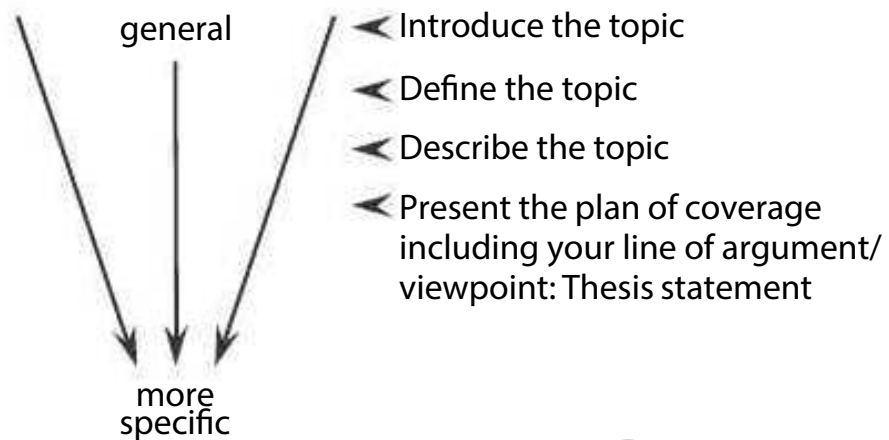 general
Introduce the topic
Define the topic
Describe the topic
Present the plan of coverage
including your line of argument/
viewpoint: Thesis statement
more
specific